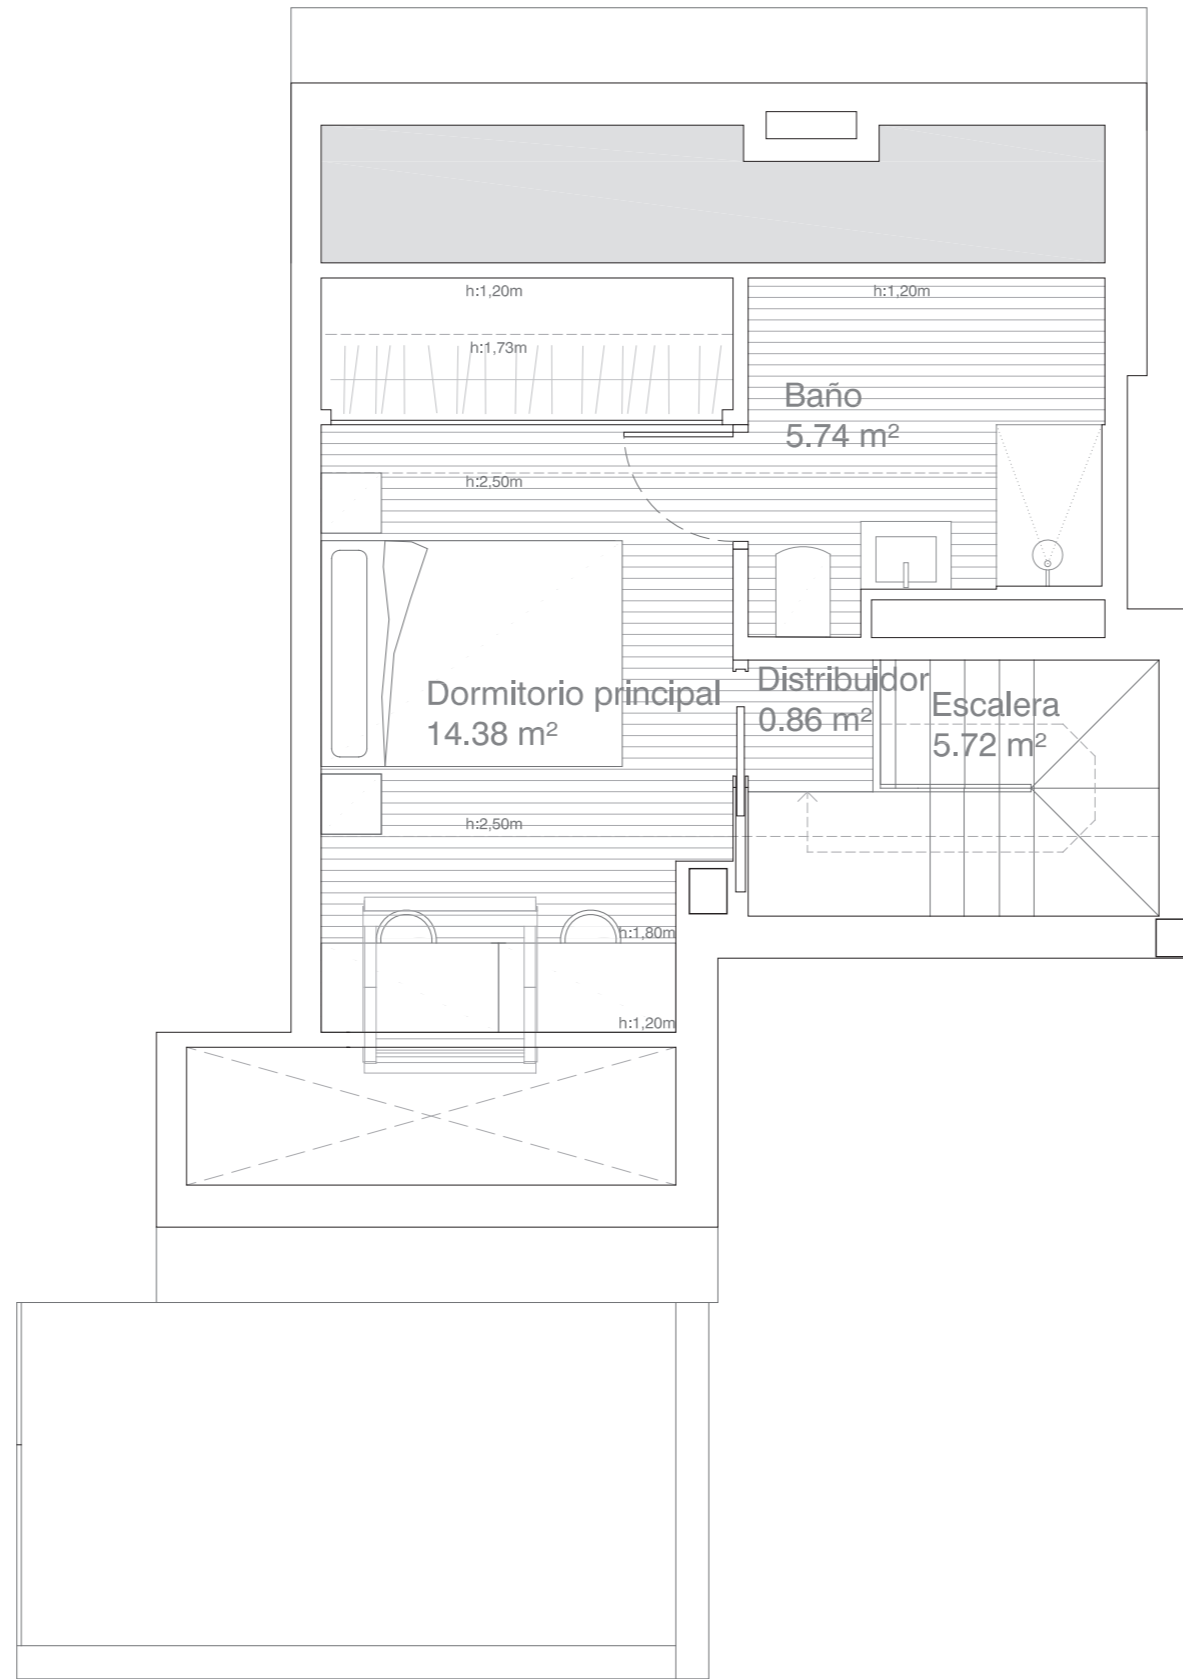 h:1,20m
h:1,20m
h:1,73m
Baño
5.74 m²
h:2,50m
Dormitorio principal
14.38 m²
Distribuidor
0.86 m²
Escalera
5.72 m²
h:2,50m
h:1,80m
h:1,20m